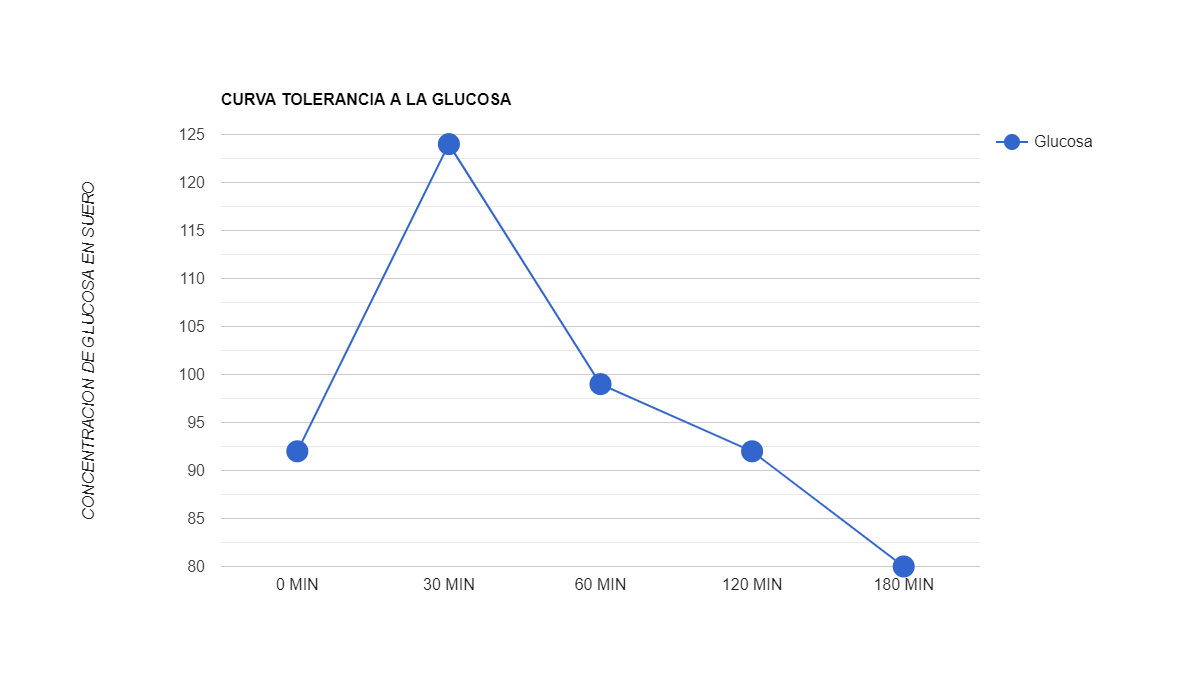 CURVA TOLERANCIA A LA GLUCOSA
Glucosa
CONCENTRACION DE GLUCOSA EN SUERO
125
120
115
110
105
100
95
90
85
80
0 MIN 30 MIN 60 MIN 120 MIN 180 MIN